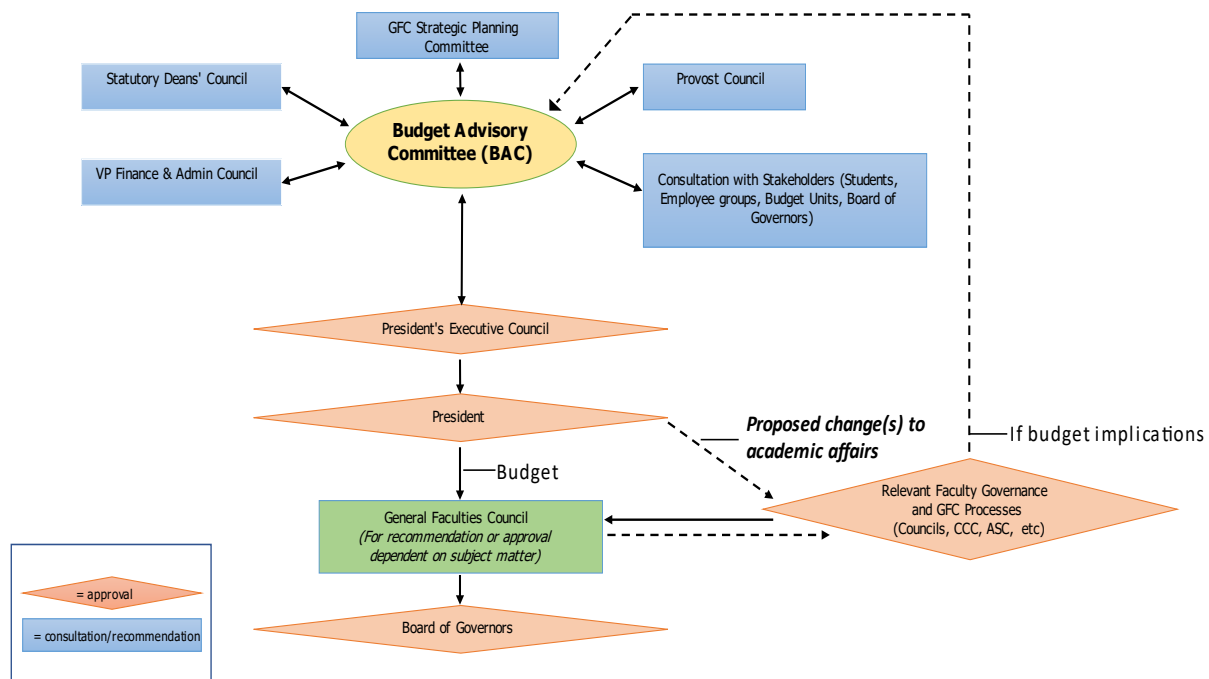 GFC Strategic Planning
Committee
Statutory Deans' Council
Provost Council
Budget Advisory
Committee (BAC)
VP Finance & Admin Council
Consultation with Stakeholders (Students,
Employee groups, Budget Units, Board of
Governors)
President's Executive Council
President
Proposed change(s) to
academic affairs
If budget implications
Budget
Relevant Faculty Governance
and GFC Processes
(Councils, CCC, ASC, etc)
General Faculties Council
(For recommendation or approval
dependent on subject matter)
= approval
= consultation/recommendation
Board of Governors